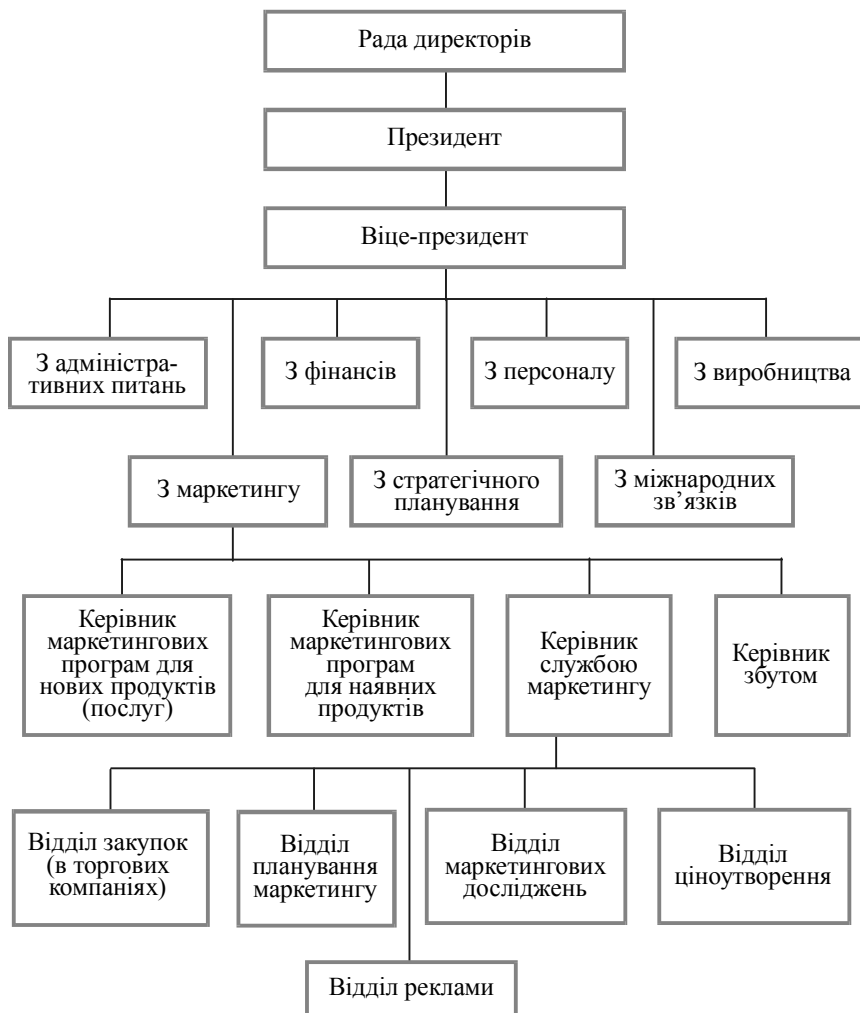 Рада директорів
Президент
Віце-президент
З адміністра-
тивних питань
З фінансів
З персоналу
З виробництва
З маркетингу
З стратегічного
планування
З міжнародних
зв’язків
Керівник
маркетингових
програм для
нових продуктів
(послуг)
Керівник
маркетингових
програм
для наявних
продуктів
Керівник
службою
маркетингу
Керівник
збутом
Відділ закупок
(в торгових
компаніях)
Відділ
планування
маркетингу
Відділ
маркетингових
досліджень
Відділ
ціноутворення
Відділ реклами